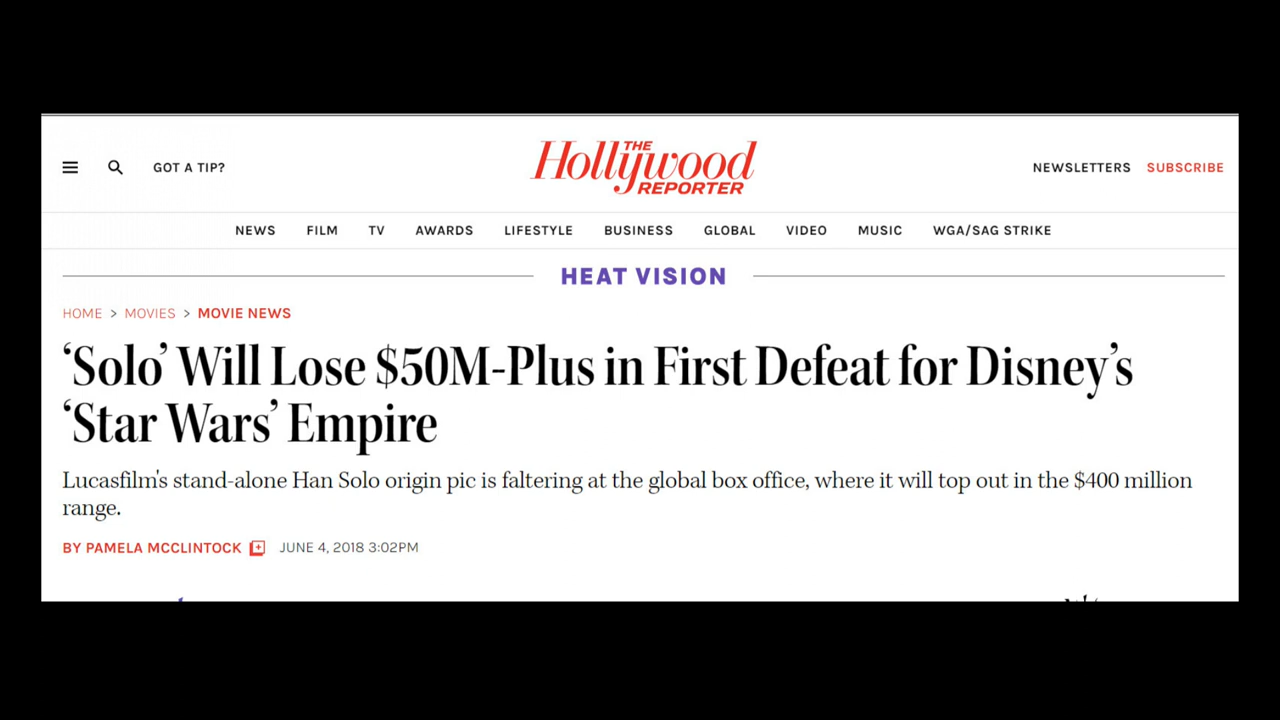 GOT A TIP?
THE
Hollywood
REPORTER
NEWSLETTERS SUBSCRIBE
NEWS FILM TV AWARDS LIFESTYLE BUSINESS GLOBAL VIDEO MUSIC WGA/SAG STRIKE
HEAT VISION
HOME > MOVIES > MOVIE NEWS
‘Solo’ Will Lose $50M-Plus in First Defeat for Disney’s
‘Star Wars’ Empire
Lucasfilm's stand-alone Han Solo origin pic is faltering at the global box office, where it will top out in the $400 million
range.
BY PAMELA MCCLINTOCK JUNE 4, 2018 3:02PM